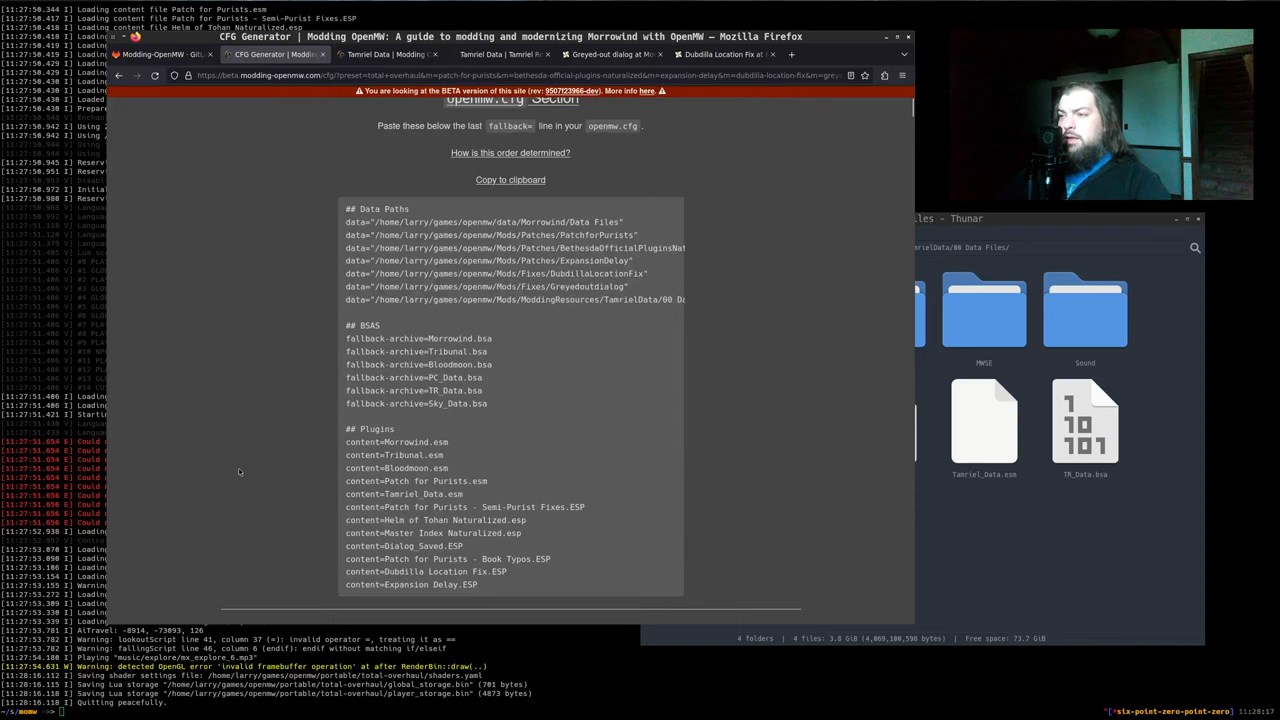 [11:27:50.344 I] Loading content file Patch for Purists.esm
[11:27:50.417 I] Loading content file Patch for Purists - Semi-Purist Fixes.ESP
[11:27:50.418 I] Loading content file Helm of Tohan Naturalized.esp
CFG Generator | Modding OpenMW: A guide to modding and modernizing Morrowind with OpenMW — Mozilla Firefox
Modding-OpenMW · GitL
CFG Generator | Moddin
Tamriel Data | Modding O
Tamriel Data | Tamriel Re
Greyed-out dialog at Mo
Dubdilla Location Fix at
https://beta.modding-openmw.com/cfg/?preset=total-overhaul&m=patch-for-purists&m=bethesda-official-plugins-naturalized&m=expansion-delay&m=dubdilla-location-fix&m=grey
You are looking at the BETA version of this site (rev: 9507f23966-dev). More info here.
openmw.cfg Section
Paste these below the last fallback= line in your openmw.cfg.
How is this order determined?
Copy to clipboard
## Data Paths
data="/home/larry/games/openmw/data/Morrowind/Data Files"
data="/home/larry/games/openmw/Mods/Patches/PatchforPurists"
data="/home/larry/games/openmw/Mods/Patches/BethesdaOfficialPluginsNat
data="/home/larry/games/openmw/Mods/Patches/ExpansionDelay"
data="/home/larry/games/openmw/Mods/Fixes/DubdillaLocationFix"
data="/home/larry/games/openmw/Mods/Fixes/Greyedoutdialog"
data="/home/larry/games/openmw/Mods/ModdingResources/TamrielData/00 Da
## BSAS
fallback-archive=Morrowind.bsa
fallback-archive=Tribunal.bsa
fallback-archive=Bloodmoon.bsa
fallback-archive=PC_Data.bsa
fallback-archive=TR_Data.bsa
fallback-archive=Sky_Data.bsa
## Plugins
content=Morrowind.esm
content=Tribunal.esm
content=Bloodmoon.esm
content=Patch for Purists.esm
content=Tamriel_Data.esm
content=Patch for Purists - Semi-Purist Fixes.ESP
content=Helm of Tohan Naturalized.esp
content=Master Index Naturalized.esp
content=Dialog_Saved.ESP
content=Patch for Purists - Book Typos.ESP
content=Dubdilla Location Fix.ESP
content=Expansion Delay.ESP
iles - Thunar
rielData/00 Data Files/
MWSE
Sound
Tamriel_Data.esm
TR_Data.bsa
4 folders | 4 files: 3.8 GiB (4,069,100,598 bytes) | Free space: 73.7 GiB
[11:27:53.781 I] AiTravel: -8914, -73093, 126
[11:27:53.782 I] Warning: lookoutScript line 41, column 37 (=): invalid operator =, treating it as ==
[11:27:53.782 I] Warning: fallingScript line 46, column 6 (endif): endif without matching if/elseif
[11:27:54.180 I] Playing "music/explore/mx_explore_6.mp3"
[11:27:54.631 W] Warning: detected OpenGL error 'invalid framebuffer operation' at after RenderBin::draw(..)
[11:28:16.112 I] Saving shader settings file: /home/larry/openmw/portable/total-overhaul/shaders.yaml
[11:28:16.115 I] Saving Lua storage "/home/larry/openmw/portable/total-overhaul/global_storage.bin" (701 bytes)
[11:28:16.116 I] Saving Lua storage "/home/larry/openmw/portable/total-overhaul/player_storage.bin" (4873 bytes)
[11:28:16.118 I] Quitting peacefully.
~/s/momw >>>
"[*six-point-zero-point-zero] 11:28:17